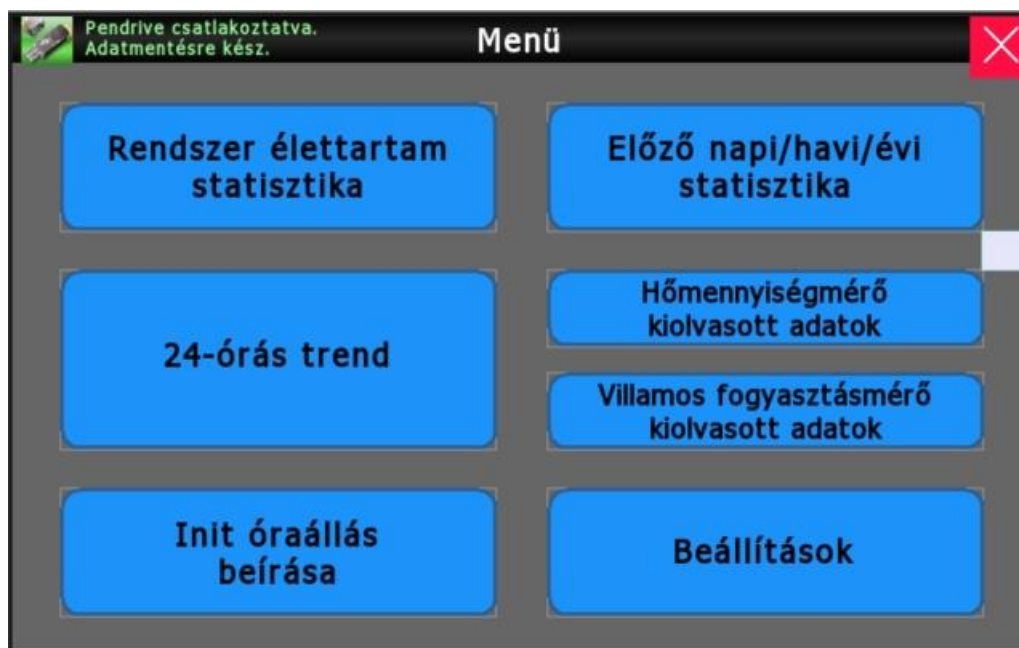 Pendrive csatlakoztatva.
Adatmentésre kész.
Menü
Rendszer élettartam
statisztika
Előző napi/havi/évi
statisztika
24-órás trend
Hőmennyiségmérő
kiolvasott adatok
Villamos fogyasztásmérő
kiolvasott adatok
Init óraállás
beírása
Beállítások